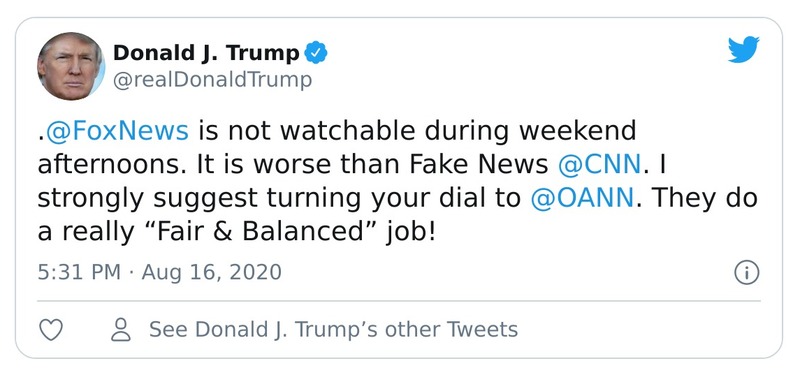 Donald J. Trump
@realDonaldTrump
.@FoxNews is not watchable during weekend
afternoons. It is worse than Fake News @CNN. I
strongly suggest turning your dial to @OANN. They do
a really “Fair & Balanced” job!
5:31 PM · Aug 16, 2020
See Donald J. Trump’s other Tweets